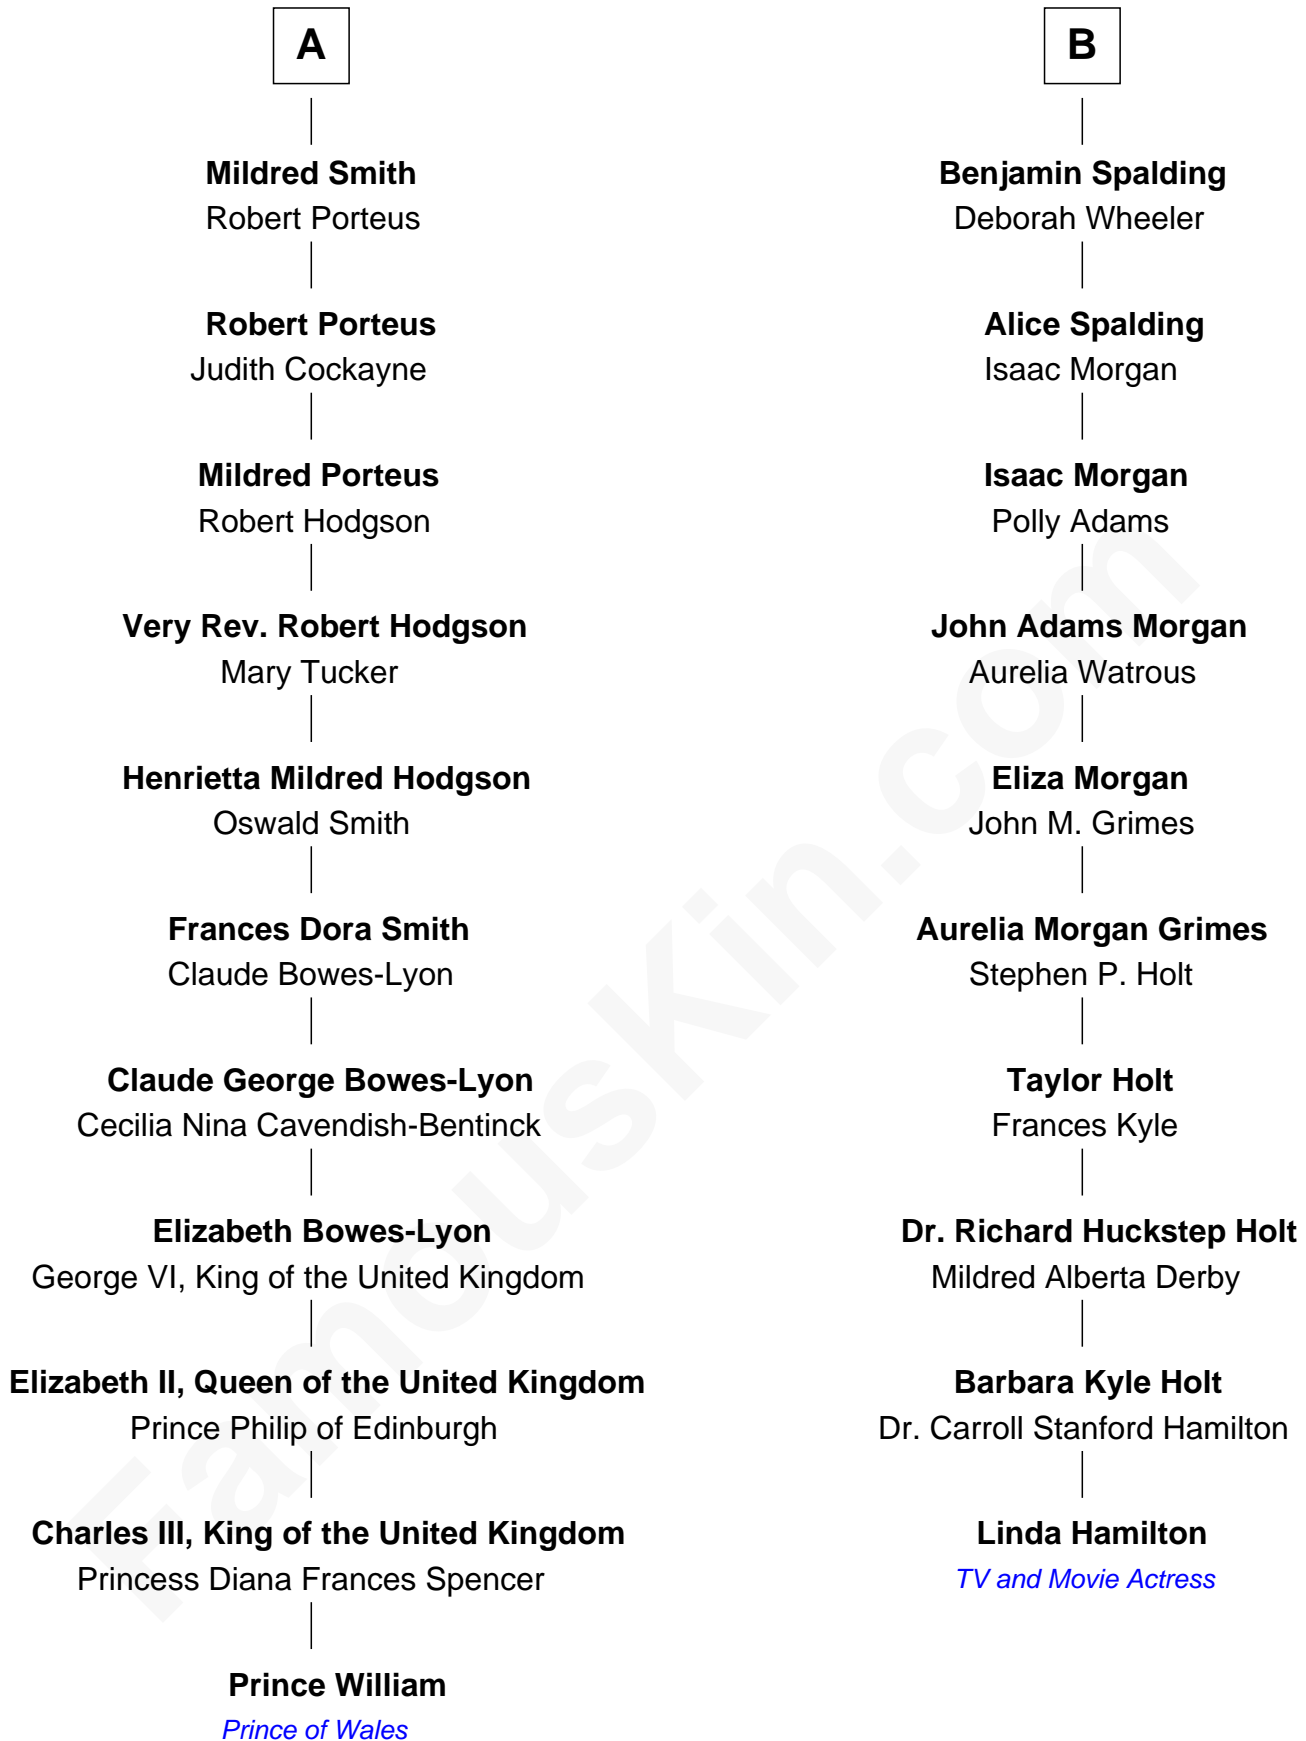 A
Mildred Smith
Robert Porteus
Robert Porteus
Judith Cockayne
Mildred Porteus
Robert Hodgson
Very Rev. Robert Hodgson
Mary Tucker
Henrietta Mildred Hodgson
Oswald Smith
Frances Dora Smith
Claude Bowes-Lyon
Claude George Bowes-Lyon
Cecilia Nina Cavendish-Bentinck
Elizabeth Bowes-Lyon
George VI, King of the United Kingdom
Elizabeth II, Queen of the United Kingdom
Prince Philip of Edinburgh
Charles III, King of the United Kingdom
Princess Diana Frances Spencer
Prince William
Prince of Wales
B
Benjamin Spalding
Deborah Wheeler
Alice Spalding
Isaac Morgan
Isaac Morgan
Polly Adams
John Adams Morgan
Aurelia Watrous
Eliza Morgan
John M. Grimes
Aurelia Morgan Grimes
Stephen P. Holt
Taylor Holt
Frances Kyle
Dr. Richard Huckstep Holt
Mildred Alberta Derby
Barbara Kyle Holt
Dr. Carroll Stanford Hamilton
Linda Hamilton
TV and Movie Actress
FamousKin.com